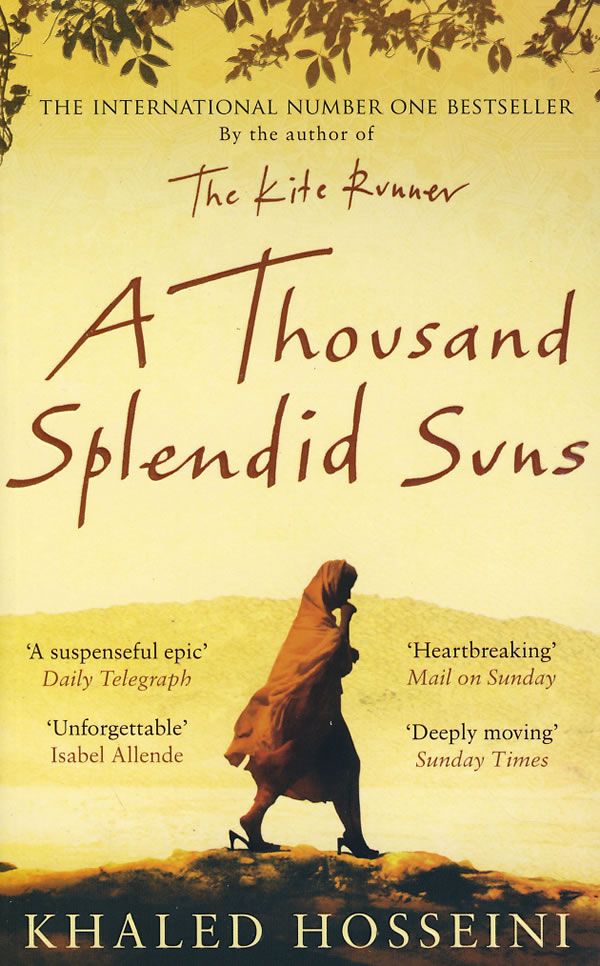 THE INTERNATIONAL NUMBER ONE BESTSELLER
By the author of
The Kite Runner
A Thousand
Splendid Suns
‘A suspenseful epic’
Daily Telegraph
‘Unforgettable’
Isabel Allende
‘Heartbreaking’
Mail on Sunday
‘Deeply moving’
Sunday Times
KHALED HOSSEINI